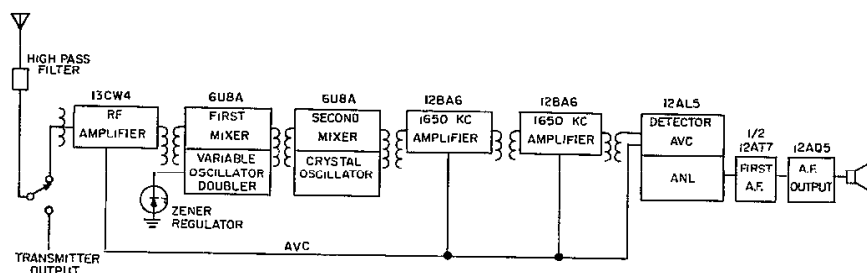 HIGH PASS
FILTER
13CW4
RF
AMPLIFIER
6U8A
FIRST
MIXER
VARIABLE
OSCILLATOR
DOUBLER
ZENER
REGULATOR
6U8A
SECOND
MIXER
CRYSTAL
OSCILLATOR
12BA6
1650 KC
AMPLIFIER
12BA6
1650 KC
AMPLIFIER
12AL5
DETECTOR
AVC
ANL
1/2
12AT7
FIRST
A.F.
12AQ5
A.F.
OUTPUT
AVC
TRANSMITTER
OUTPUT